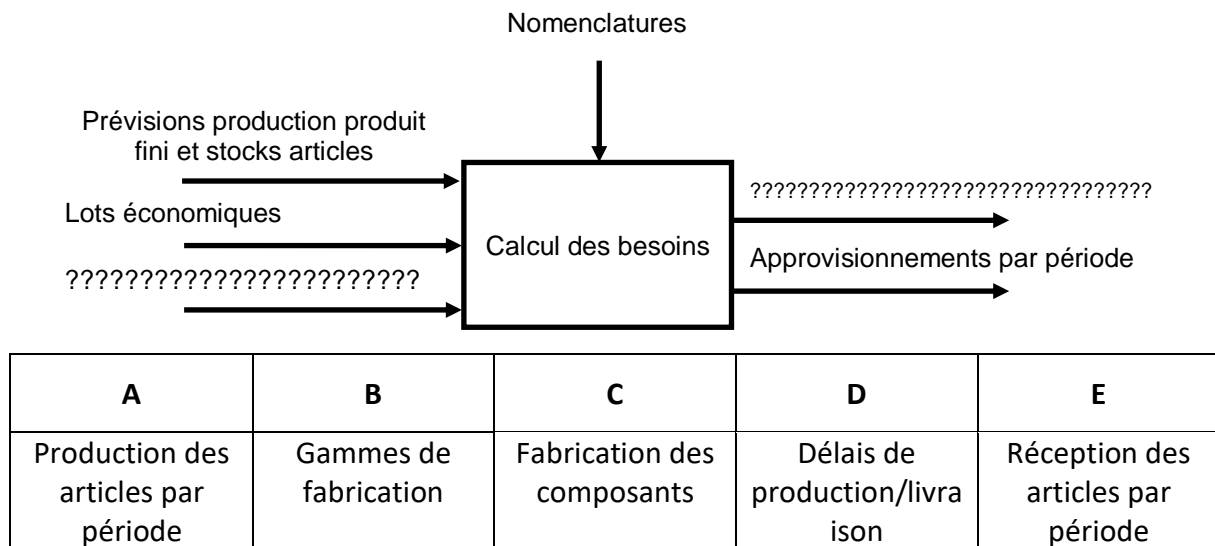 Nomenclatures
Prévisions production produit
fini et stocks articles
Lots économiques
????????????????????????
Calcul des besoins
??????????????????????????????????
Approvisionnements par période
A
B
C
D
E
Production des
articles par
période
Gammes de
fabrication
Fabrication des
composants
Délais de
production/livra
ison
Réception des
articles par
période